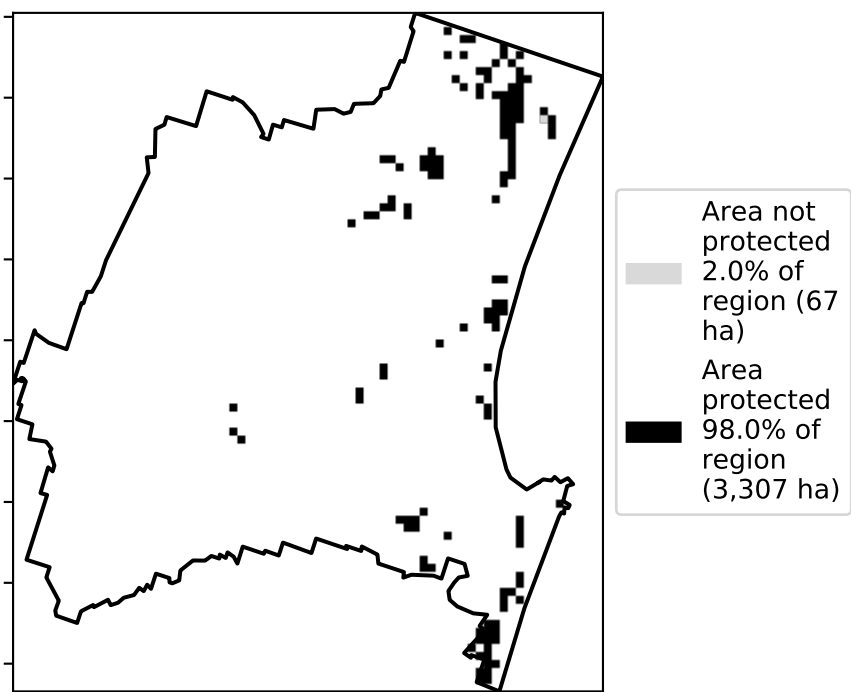 Area not
protected
2.0% of
region (67
ha)
Area
protected
98.0% of
region
(3,307 ha)